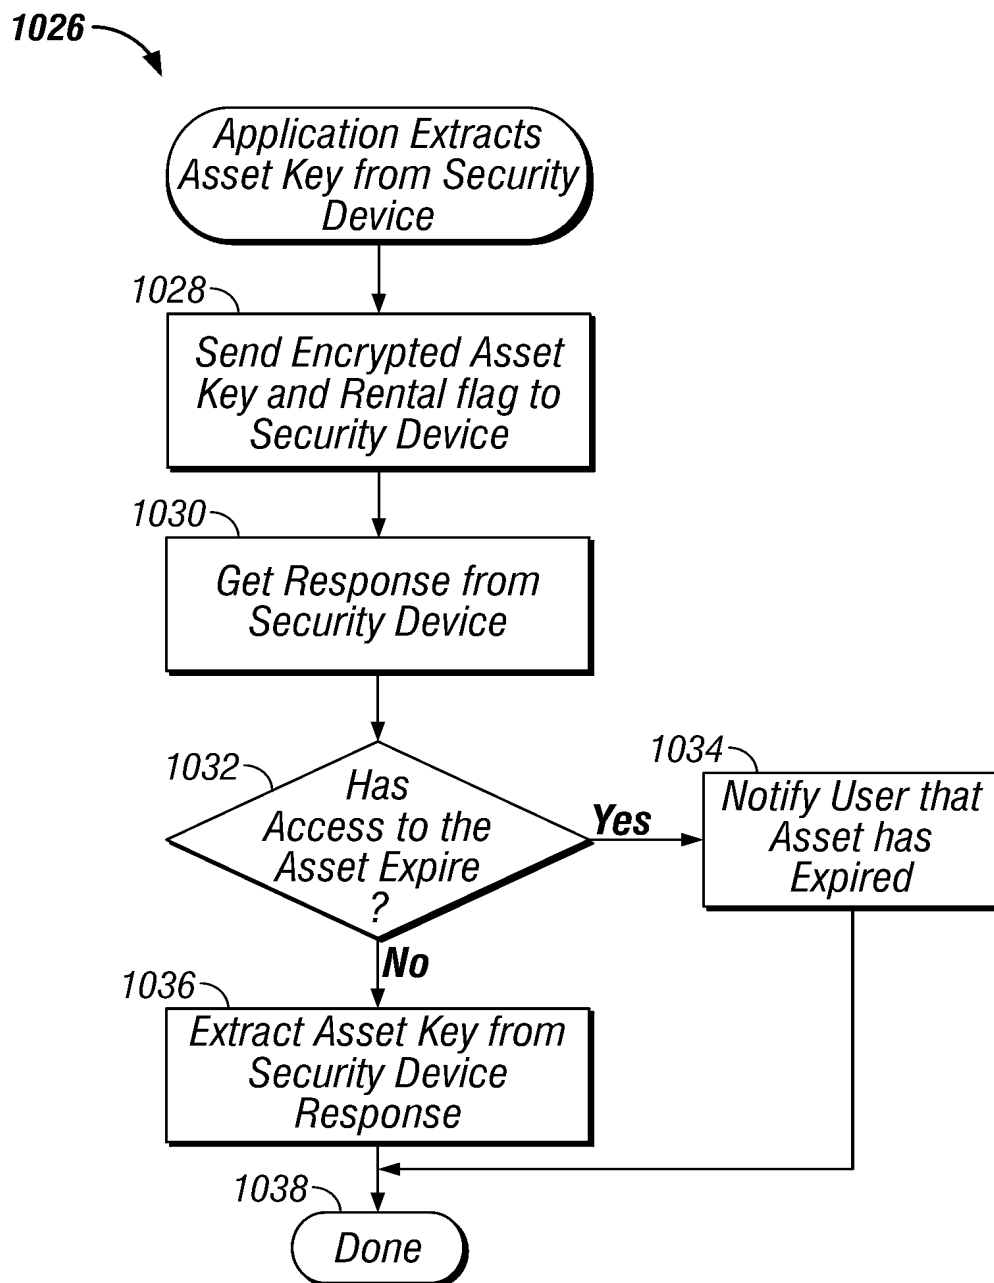 1026
Application Extracts
Asset Key from Security
Device
1028
Send Encrypted Asset
Key and Rental flag to
Security Device
1030
Get Response from
Security Device
1032
Has
Access to the
Asset Expire
?
Yes
1034
Notify User that
Asset has
Expired
No
1036
Extract Asset Key from
Security Device
Response
1038
Done